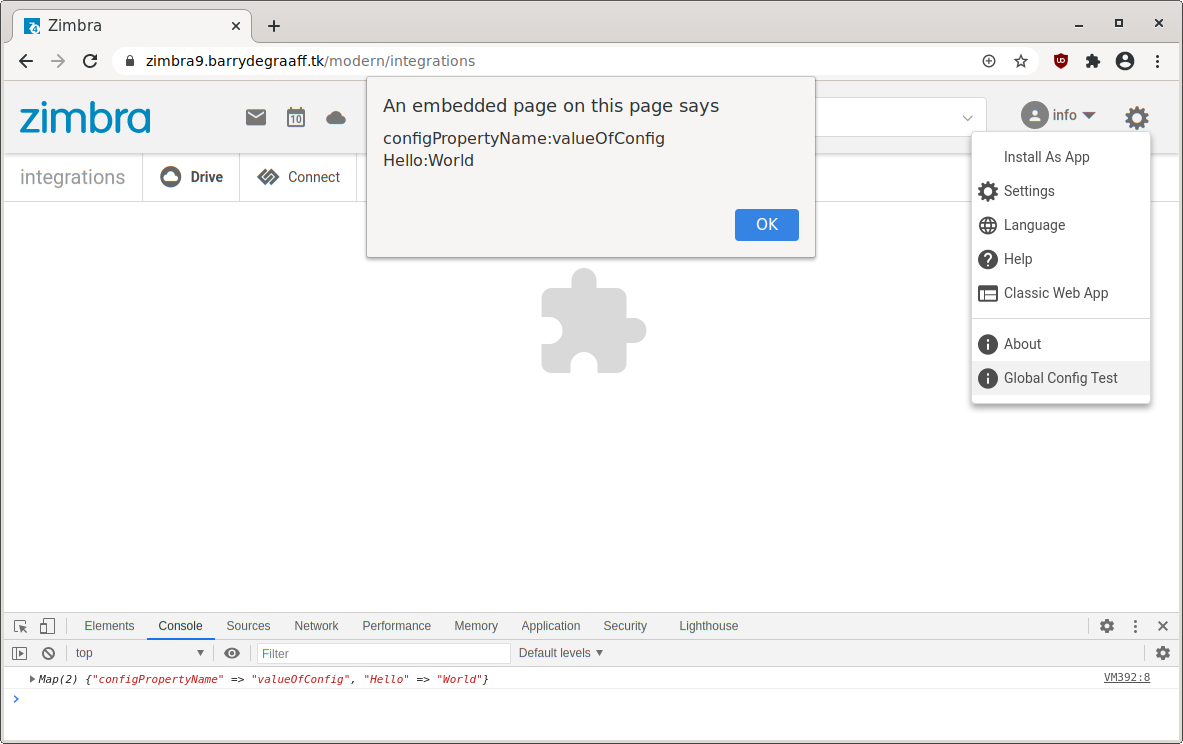 Zimbra
zimbra9.barrydegraaff.tk/modern/integrations
zimbra
10
info
An embedded page on this page says
configPropertyName:valueOfConfig
Hello:World
OK
integrations
Drive
Connect
Install As App
Settings
Language
Help
Classic Web App
About
Global Config Test
Elements Console Sources Network Performance Memory Application Security Lighthouse
top Filter Default levels
Map(2) {"configPropertyName" => "valueOfConfig", "Hello" => "World"} VM392:8